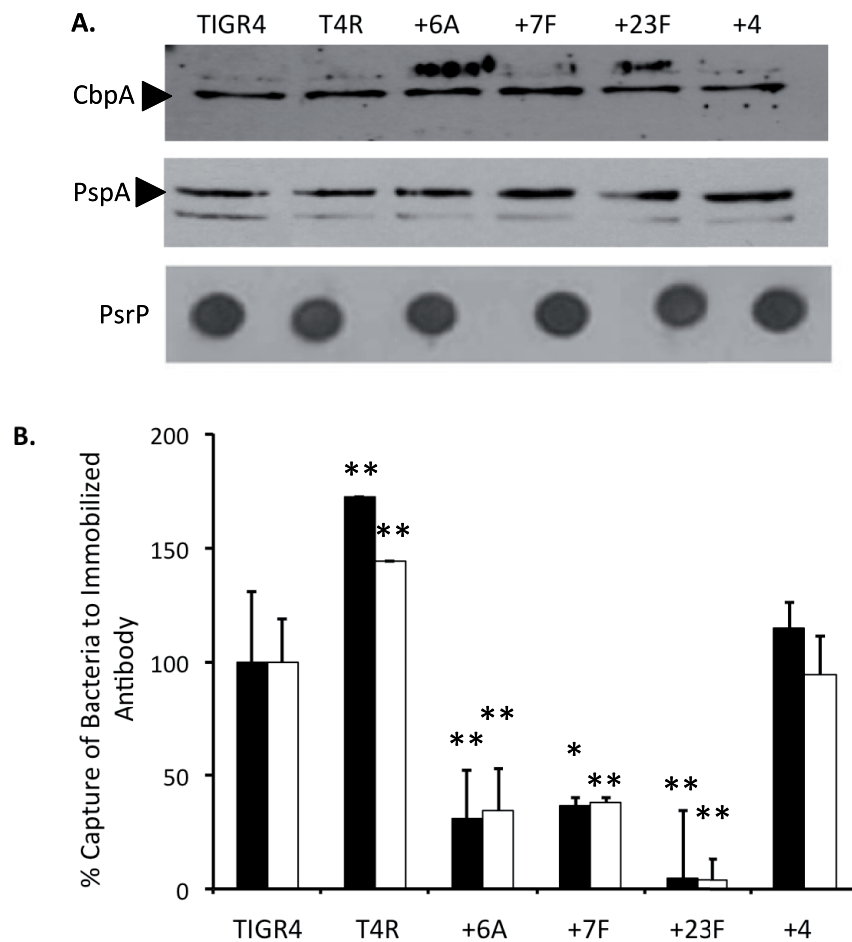 A.
TIGR4 T4R +6A +7F +23F +4
CbpA
PspA
PsrP
B.
% Capture of Bacteria to Immobilized
Antibody
200
150
100
50
0
**
**
**
**
*
**
**
**
TIGR4 T4R +6A +7F +23F +4